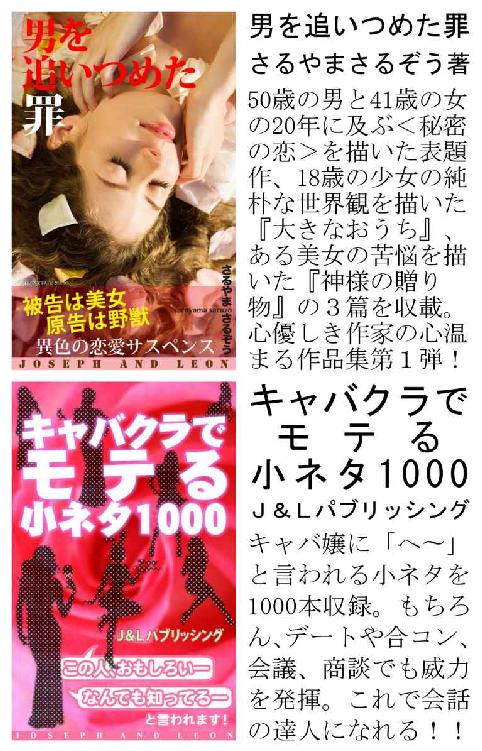 男を
追いつめた
罪
さるやまさるぞう
被告は美女
原告は野獣
異色の恋愛サスペンス
JOSEPH AND LEON
男を追いつめた罪
さるやまさるぞう著
50歳の男と41歳の女
の20年に及ぶ＜秘密
の恋＞を描いた表題
作、18歳の少女の純
朴な世界観を描いた
『大きなおうち』、
ある美女の苦悩を描
いた『神様の贈り
物』の３篇を収載。
心優しき作家の心温
まる作品集第１弾！
キャバクラで
モテる
小ネタ1000
J&Lパブリッシング
この人、おもしろいー
なんでも知ってるー
と言われます！
JOSEPH AND LEON
キャバクラで
モテる
小ネタ1000
Ｊ＆Ｌパブリッシング
キャバ嬢に「へ～」
と言われる小ネタを
1000本収録。もちろ
ん、デートや合コン、
会議、商談でも威力
を発揮。これで会話
の達人になれる！！